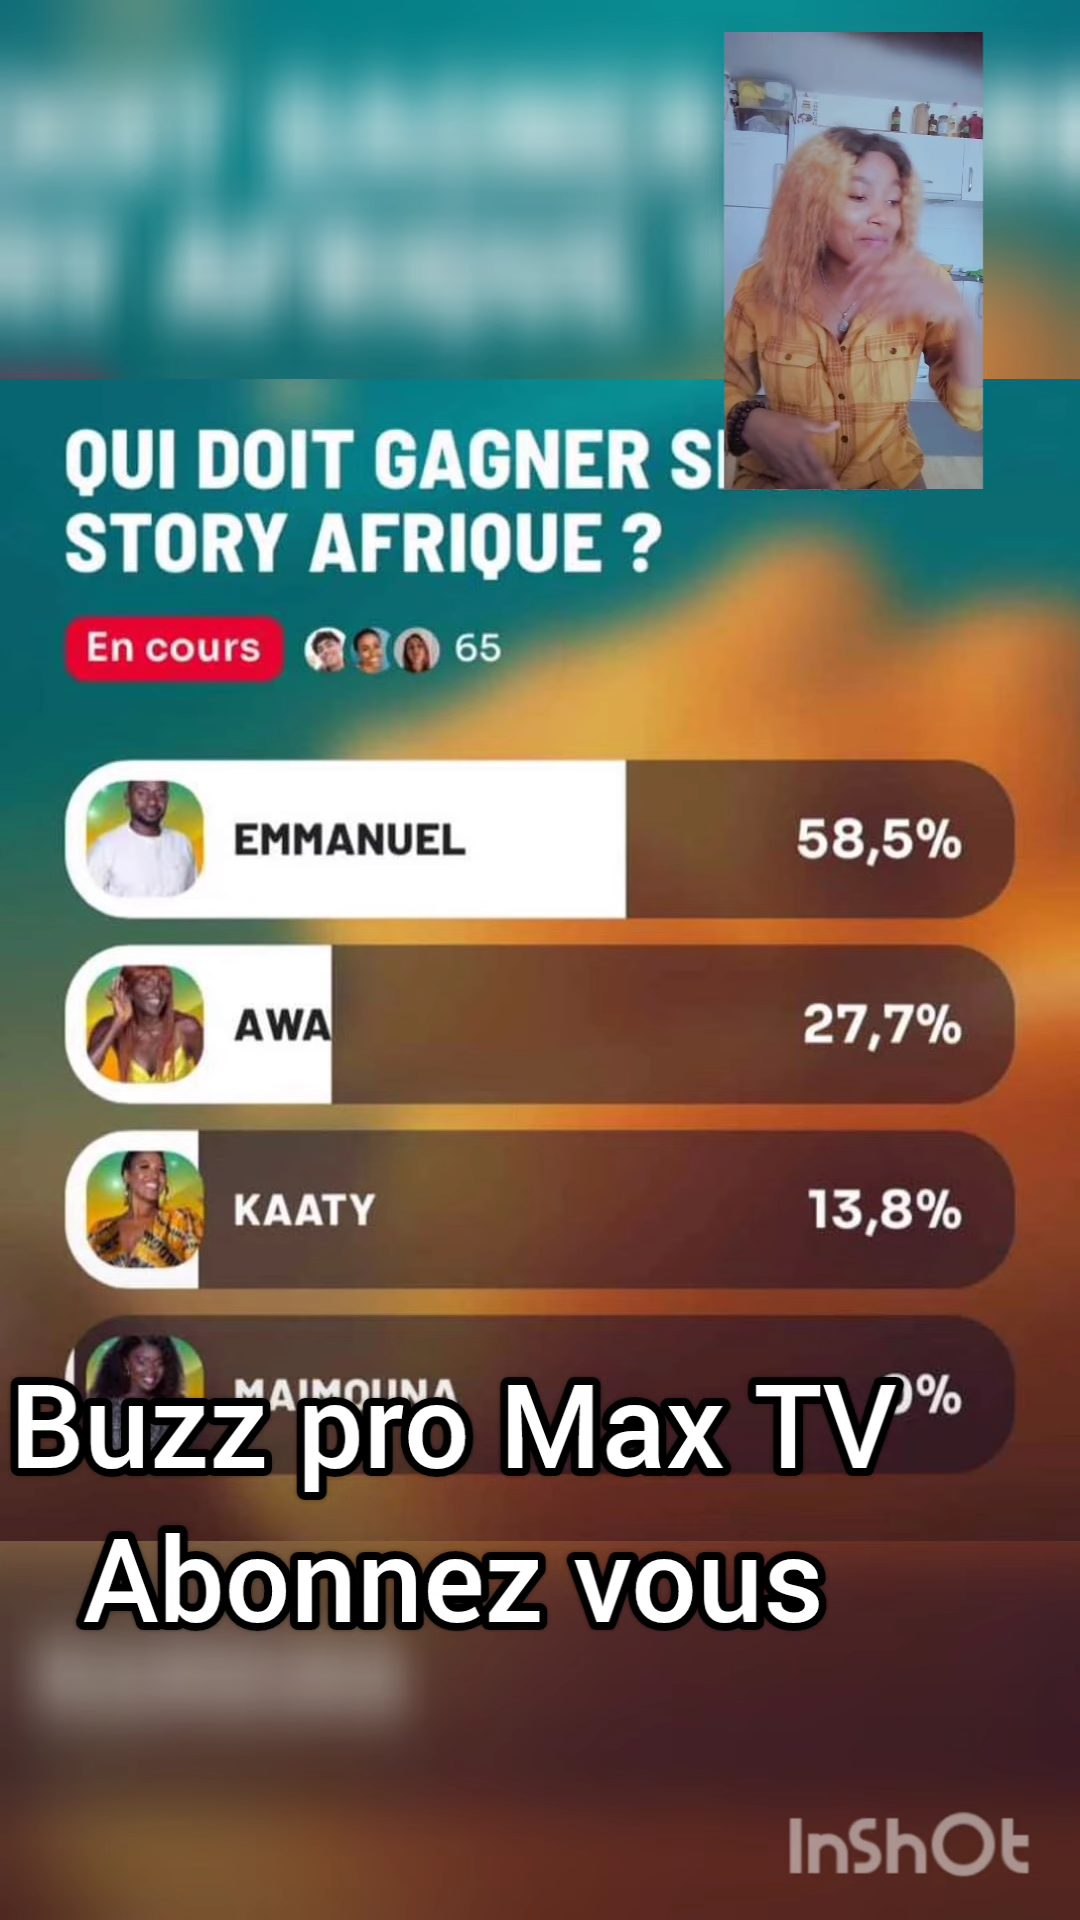 QUI DOIT GAGNER
STORY AFRIQUE ?
En cours
65
EMMANUEL
58,5%
AWA
27,7%
KAATY
13,8%
MAIMOUNA
Buzz pro Max TV
Abonnez vous
InShOt